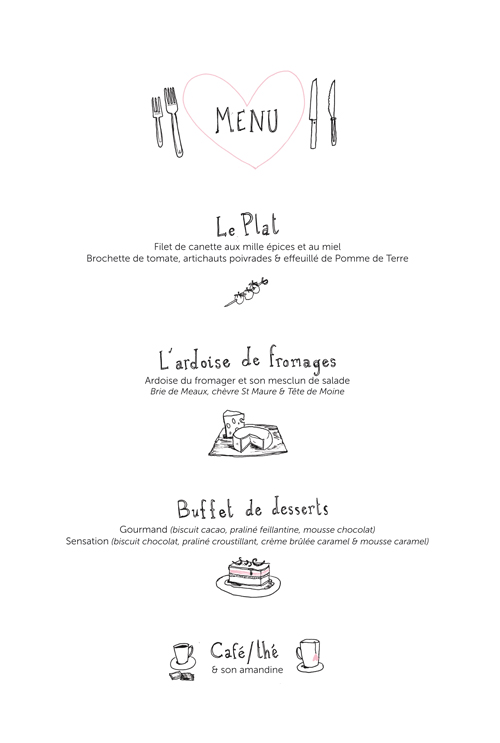 MENU
Le Plat
Filet de canette aux mille épices et au miel
Brochette de tomate, artichauts poivrades & effeuillé de Pomme de Terre
L'ardoise de fromages
Ardoise du fromager et son mesclun de salade
Brie de Meaux, chèvre St Maure & Tête de Moine
Buffet de desserts
Gourmand (biscuit cacao, praliné feillantine, mousse chocolat)
Sensation (biscuit chocolat, praliné croustillant, crème brûlée caramel & mousse caramel)
Café/thé
& son amandine